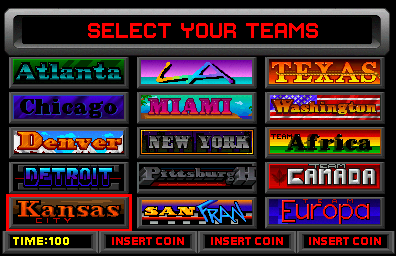 SELECT YOUR TEAMS
Atlanta LA TEXAS
Chicago MIAMI Washington
Denver NEW YORK TEAM Africa
DETROIT Pittsburgh TEAM CANADA
Kansas CITY SAN FRAN TEAM Europa
TIME:100 INSERT COIN INSERT COIN INSERT COIN